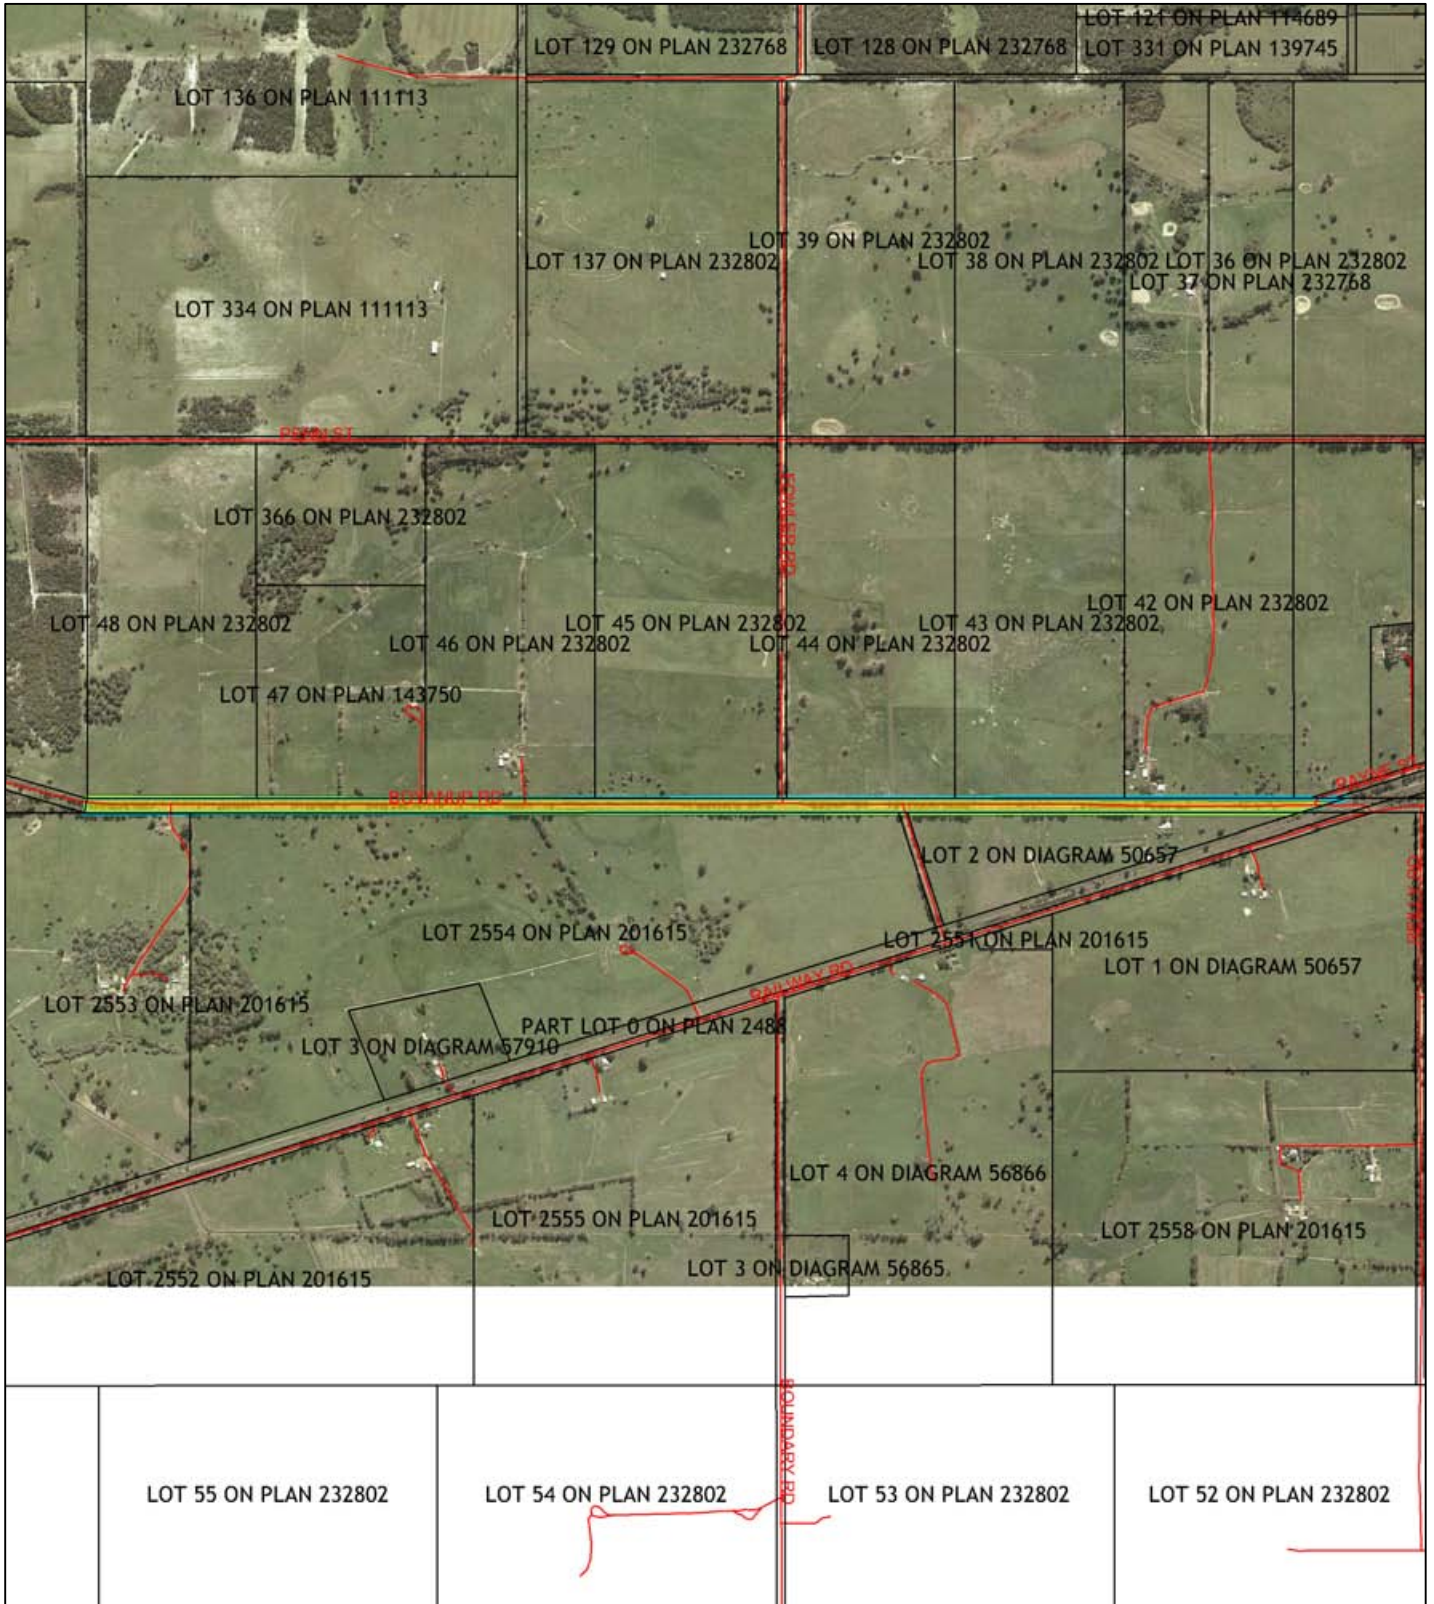 LOT 121 ON PLAN 114689
LOT 129 ON PLAN 232768
LOT 128 ON PLAN 232768
LOT 331 ON PLAN 139745
LOT 136 ON PLAN 111113
LOT 39 ON PLAN 232802
LOT 137 ON PLAN 232802
LOT 38 ON PLAN 232802
LOT 36 ON PLAN 232802
LOT 37 ON PLAN 232768
LOT 334 ON PLAN 111113
PENN ST
FOWLER RD
LOT 366 ON PLAN 232802
LOT 42 ON PLAN 232802
LOT 48 ON PLAN 232802
LOT 45 ON PLAN 232802
LOT 43 ON PLAN 232802
LOT 46 ON PLAN 232802
LOT 44 ON PLAN 232802
LOT 47 ON PLAN 143750
RAYNE ST
BOYANUP RD
LOT 2 ON DIAGRAM 50657
LOT 2554 ON PLAN 201615
LOT 2551 ON PLAN 201615
LOT 1 ON DIAGRAM 50657
RAILWAY RD
LOT 2553 ON PLAN 201615
PART LOT 0 ON PLAN 2488
LOT 3 ON DIAGRAM 57910
LOT 4 ON DIAGRAM 56866
LOT 2555 ON PLAN 201615
LOT 2558 ON PLAN 201615
LOT 3 ON DIAGRAM 56865
LOT 2552 ON PLAN 201615
BOUNDARY RD
LOT 55 ON PLAN 232802
LOT 54 ON PLAN 232802
LOT 53 ON PLAN 232802
LOT 52 ON PLAN 232802